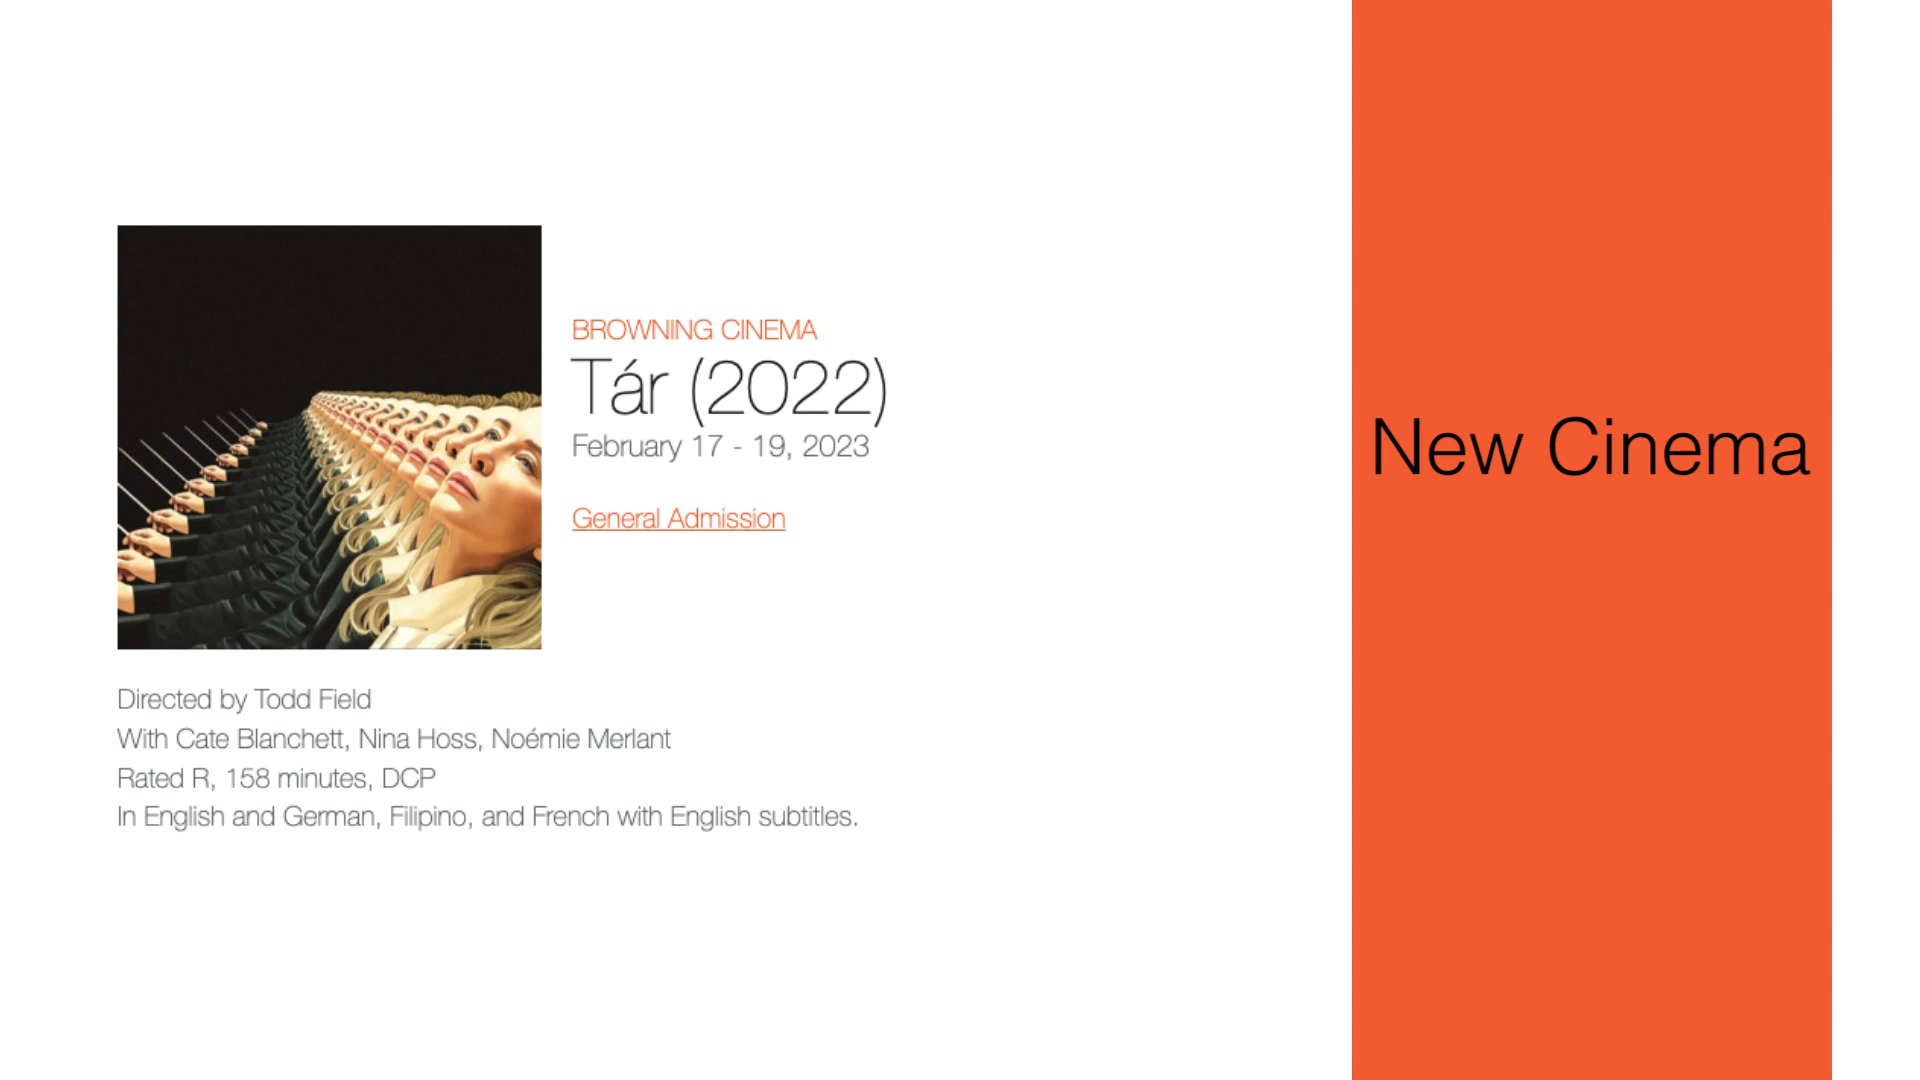 BROWNING CINEMA
Tár (2022)
February 17 - 19, 2023
General Admission
Directed by Todd Field
With Cate Blanchett, Nina Hoss, Noémie Merlant
Rated R, 158 minutes, DCP
In English and German, Filipino, and French with English subtitles.
New Cinema